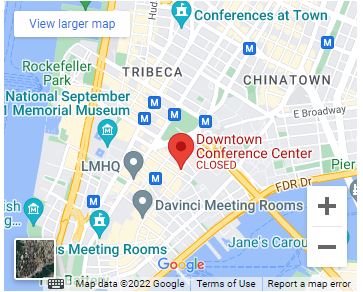 View larger map
Hud
Conferences at Town
Rockefeller
Park
TRIBECA
CHINATOWN
National September
l Memorial Museum
M
M
M
M
M
E Broadway
Downtown
Conference Center
CLOSED
LMHQ
Pier
FDR Dr
Davinci Meeting Rooms
us Meeting Rooms
Jane's Carou
+
−
Google
Map data ©2022 Google
Terms of Use
Report a map error